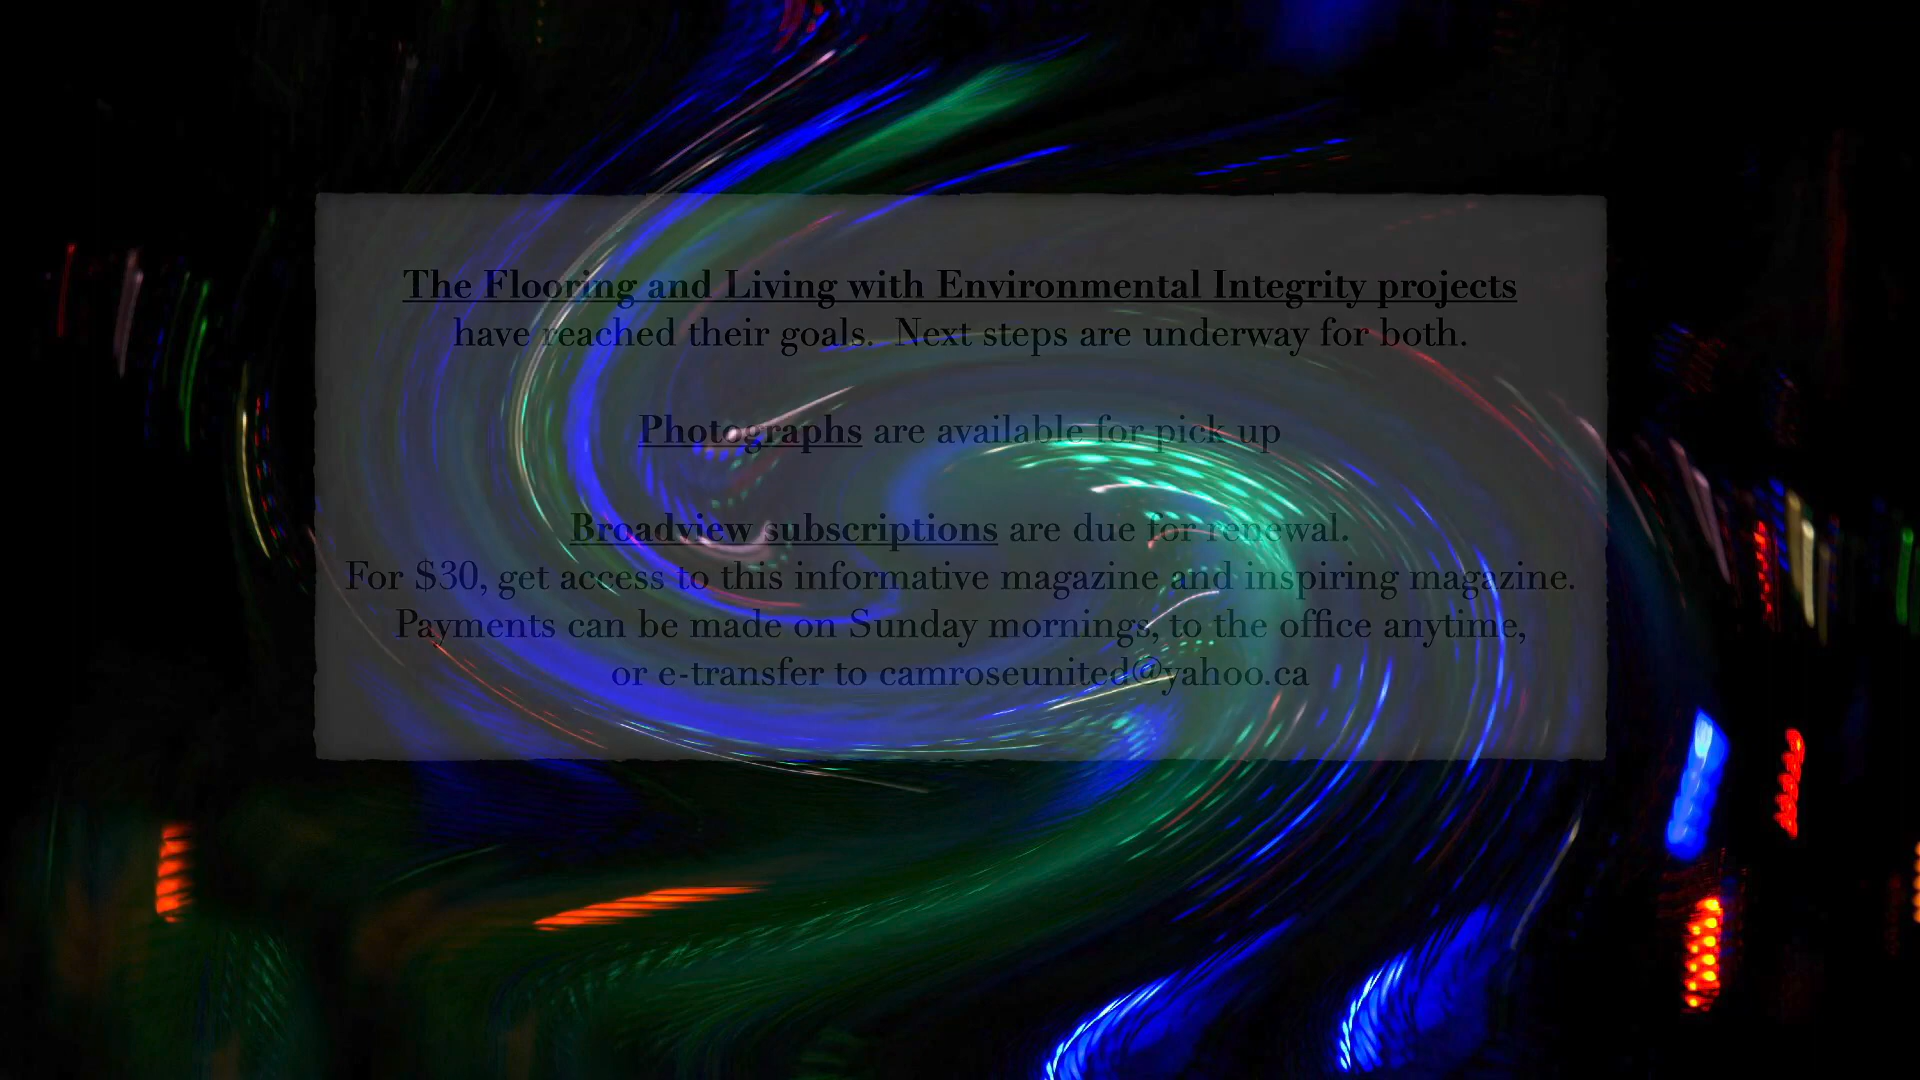 The Flooring and Living with Environmental Integrity projects
have reached their goals.  Next steps are underway for both.
Photographs are available for pick up
Broadview subscriptions are due for renewal.
For $30, get access to this informative magazine and inspiring magazine.
Payments can be made on Sunday mornings, to the office anytime,
or e-transfer to camroseunited@yahoo.ca